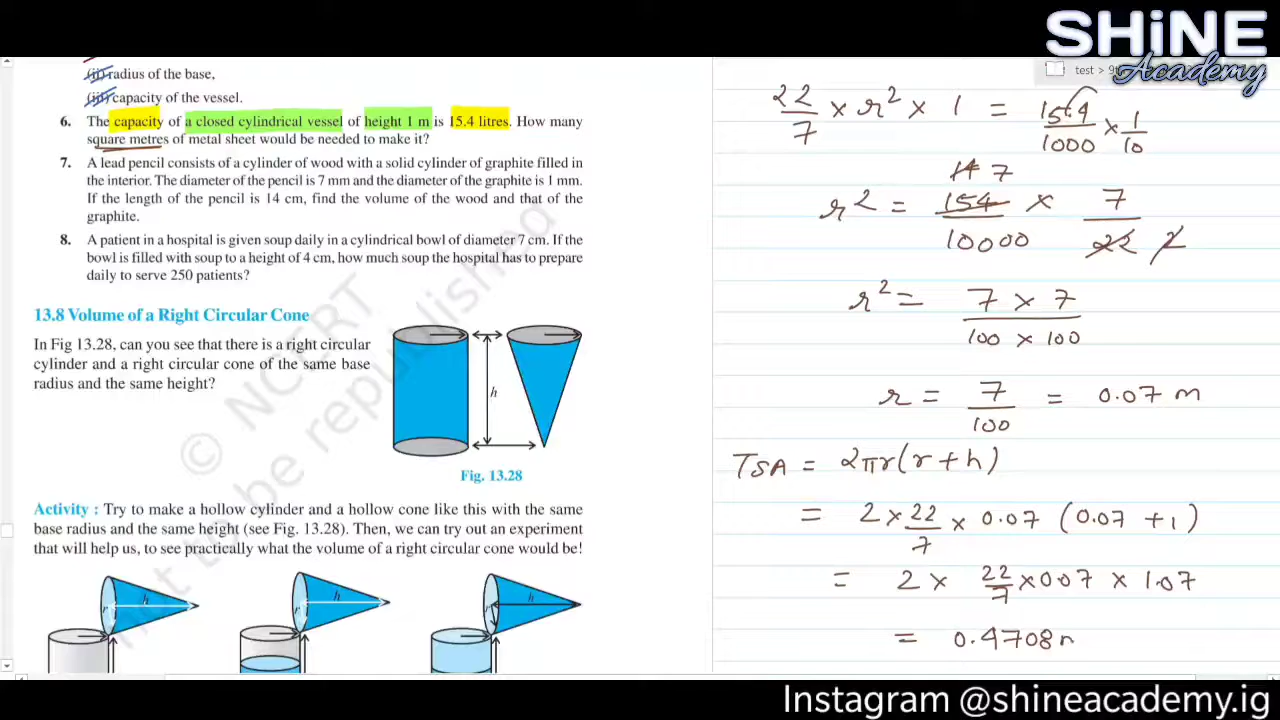 SHiNE
Academy
test > 9t
(ii) radius of the base,
(iii) capacity of the vessel.
6. The capacity of a closed cylindrical vessel of height 1 m is 15.4 litres. How many
square metres of metal sheet would be needed to make it?
7. A lead pencil consists of a cylinder of wood with a solid cylinder of graphite filled in
the interior. The diameter of the pencil is 7 mm and the diameter of the graphite is 1 mm.
If the length of the pencil is 14 cm, find the volume of the wood and that of the
graphite.
8. A patient in a hospital is given soup daily in a cylindrical bowl of diameter 7 cm. If the
bowl is filled with soup to a height of 4 cm, how much soup the hospital has to prepare
daily to serve 250 patients?
13.8 Volume of a Right Circular Cone
In Fig 13.28, can you see that there is a right circular
cylinder and a right circular cone of the same base
radius and the same height?
h
Fig. 13.28
Activity : Try to make a hollow cylinder and a hollow cone like this with the same
base radius and the same height (see Fig. 13.28). Then, we can try out an experiment
that will help us, to see practically what the volume of a right circular cone would be!
h
r
h
r
h
r
© NCERT
not to be republished
22/7 × r² × 1 = 15.4/1000 × 1/10
14 7
r² = 154/10000 × 7/22 2
r² = 7 × 7/100 × 100
r = 7/100 = 0.07 m
TSA = 2πr(r + h)
= 2 × 22/7 × 0.07 (0.07 + 1)
= 2 × 22/7 × 0.07 × 1.07
= 0.4708 m
Instagram @shineacademy.ig